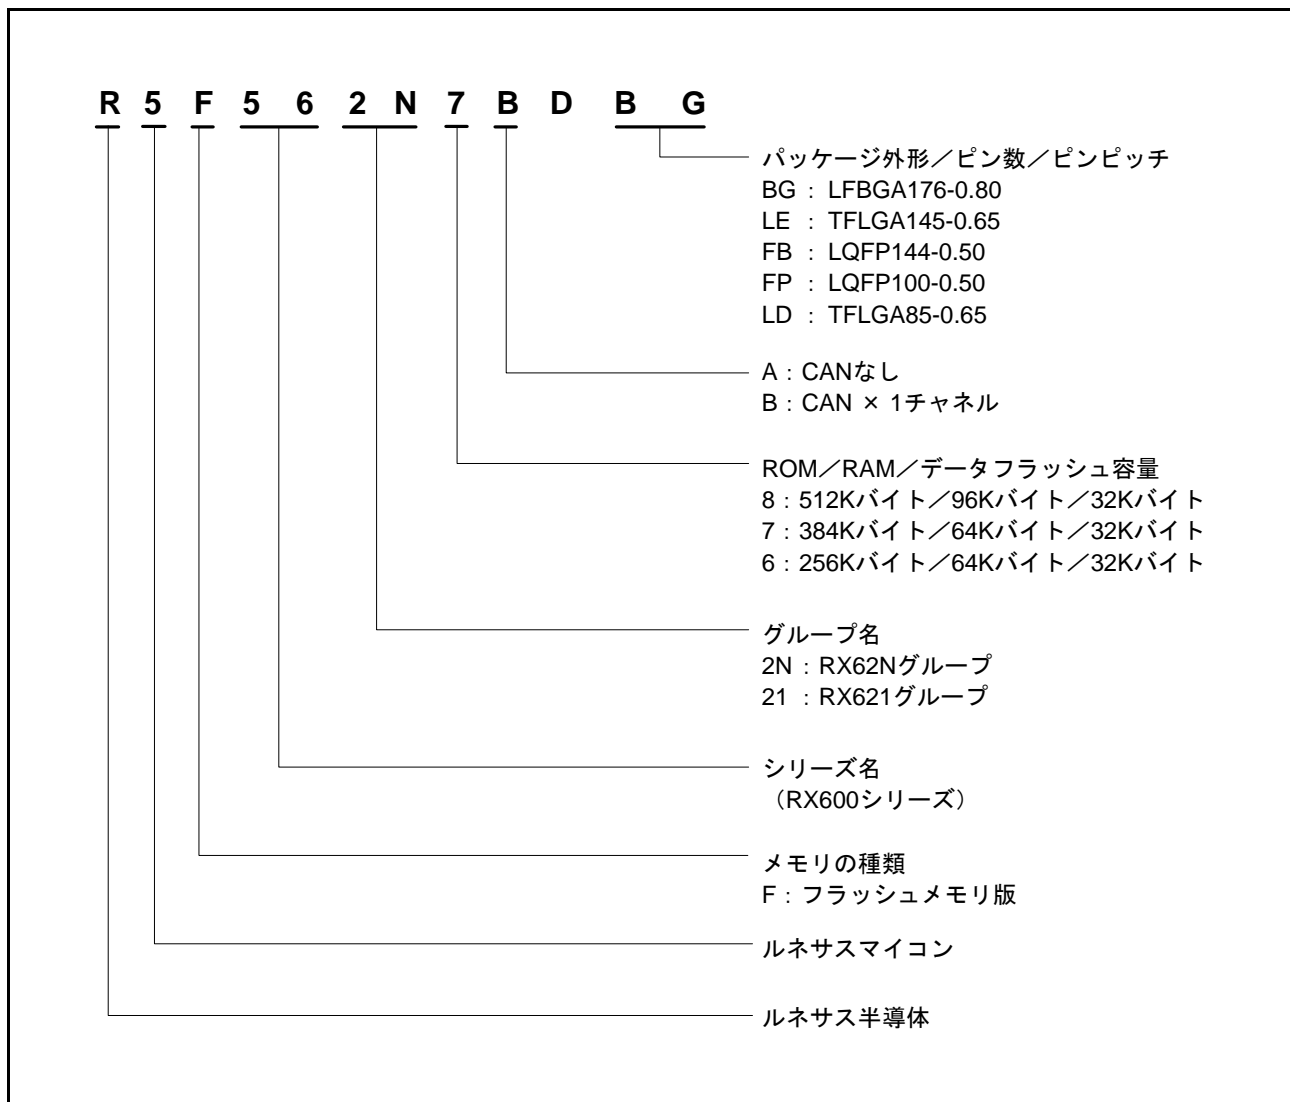 R 5 F 5 6 2 N 7 B D B G
パッケージ外形／ピン数／ピンピッチ
BG : LFBGA176-0.80
LE : TFLGA145-0.65
FB : LQFP144-0.50
FP : LQFP100-0.50
LD : TFLGA85-0.65
A : CANなし
B : CAN × 1チャネル
ROM／RAM／データフラッシュ容量
8 : 512Kバイト／96Kバイト／32Kバイト
7 : 384Kバイト／64Kバイト／32Kバイト
6 : 256Kバイト／64Kバイト／32Kバイト
グループ名
2N : RX62Nグループ
21 : RX621グループ
シリーズ名
（RX600シリーズ）
メモリの種類
F : フラッシュメモリ版
ルネサスマイコン
ルネサス半導体